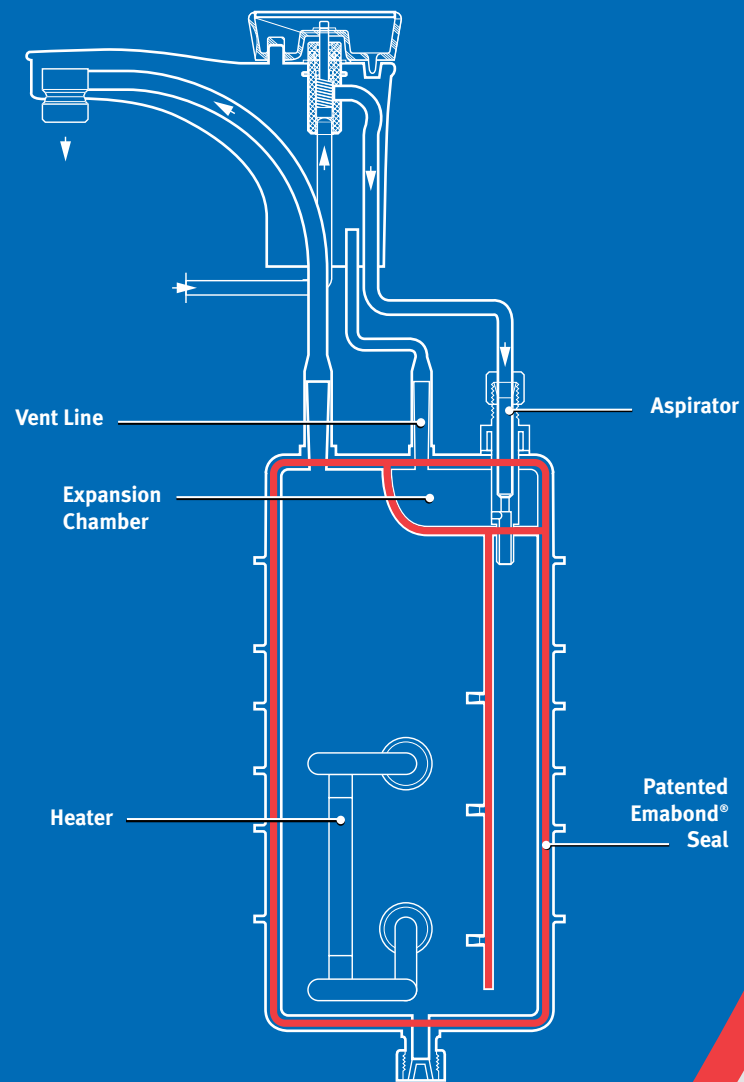 Vent Line
Aspirator
Expansion
Chamber
Heater
Patented
Emabond®
Seal